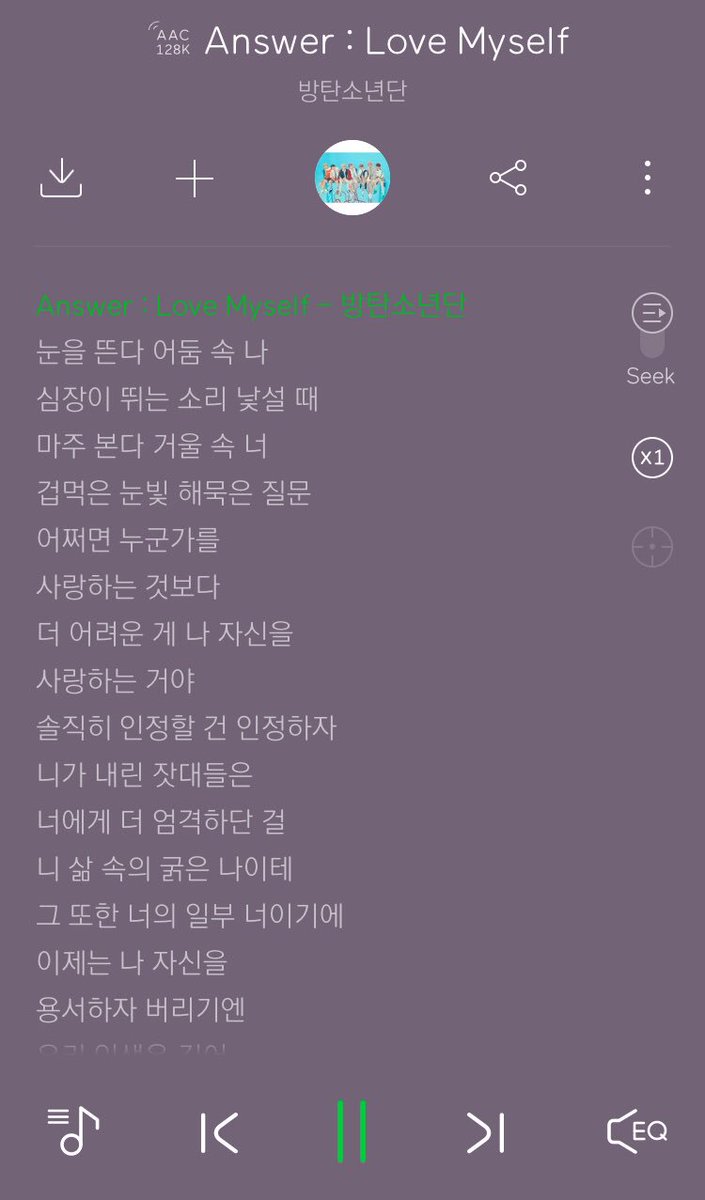 AAC
128K
Answer : Love Myself
방탄소년단
Answer : Love Myself - 방탄소년단
눈을 뜬다 어둠 속 나
심장이 뛰는 소리 낯설 때
마주 본다 거울 속 너
겁먹은 눈빛 해묵은 질문
어쩌면 누군가를
사랑하는 것보다
더 어려운 게 나 자신을
사랑하는 거야
솔직히 인정할 건 인정하자
니가 내린 잣대들은
너에게 더 엄격하단 걸
니 삶 속의 굵은 나이테
그 또한 너의 일부 너이기에
이제는 나 자신을
용서하자 버리기엔
Seek
x1
EQ